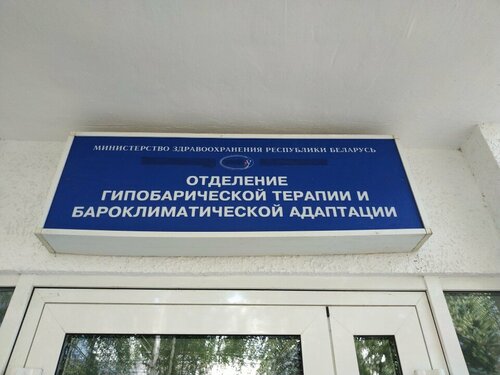 МИНИСТЕРСТВО ЗДРАВООХРАНЕНИЯ РЕСПУБЛИКИ БЕЛАРУСЬ
ОТДЕЛЕНИЕ
ГИПОБАРИЧЕСКОЙ ТЕРАПИИ И
БАРОКЛИМАТИЧЕСКОЙ АДАПТАЦИИ